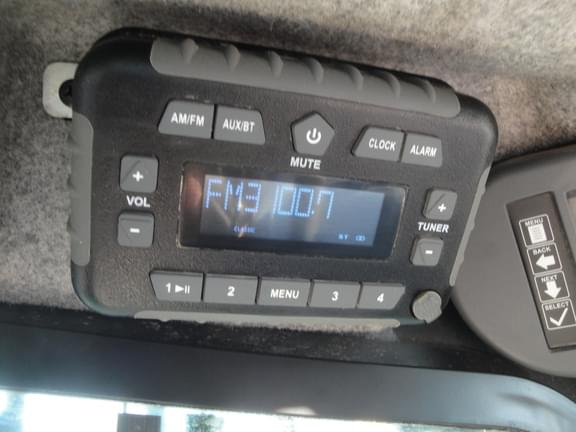 AM/FM AUX/BT
MUTE
CLOCK ALARM
+
VOL
-
FM3 100.7
CLASSIC
+
TUNER
-
1 ▶II 2 MENU 3 4
MENU
BACK
NEXT
SELECT